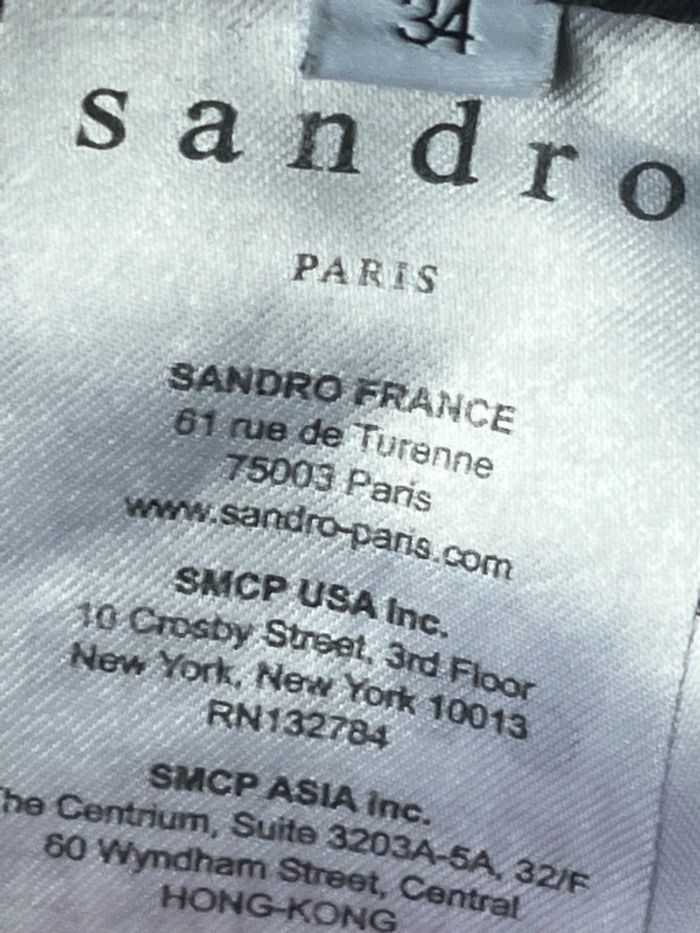 34
sandro
PARIS
SANDRO FRANCE
61 rue de Turenne
75003 Paris
www.sandro-paris.com
SMCP USA Inc.
10 Crosby Street, 3rd Floor
New York, New York 10013
RN132784
SMCP ASIA Inc.
The Centrium, Suite 3203A-5A, 32/F
60 Wyndham Street, Central
HONG-KONG